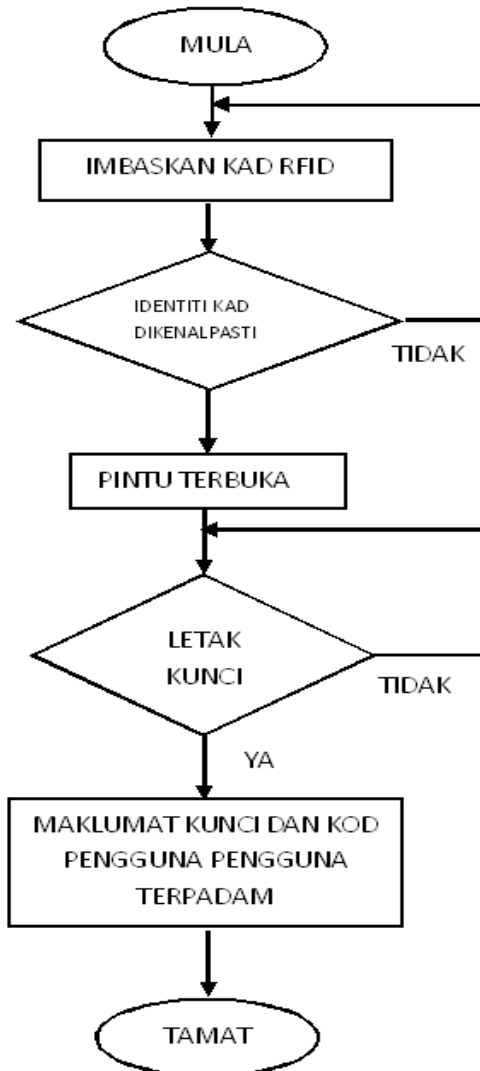 MULA
IMBASKAN KAD RFID
IDENTITI KAD
DIKENALPASTI
TIDAK
PINTU TERBUKA
LETAK
KUNCI
TIDAK
YA
MAKLUMAT KUNCI DAN KOD
PENGGUNA PENGGUNA
TERPADAM
TAMAT